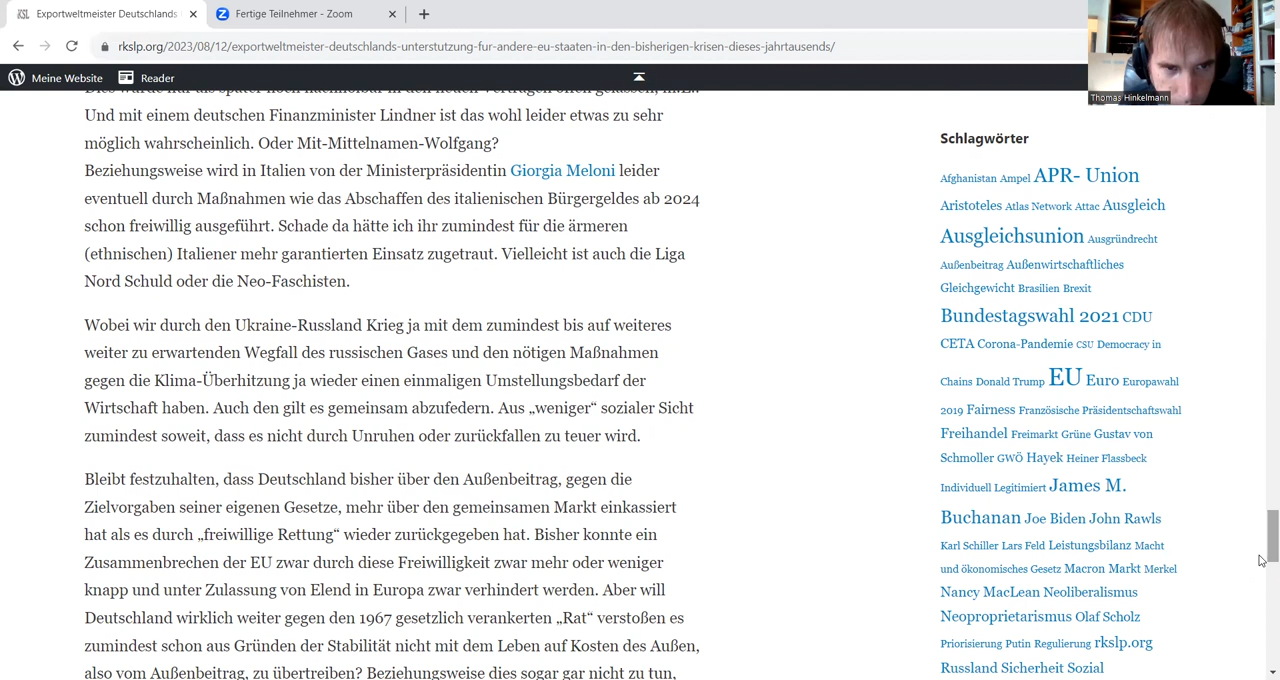 Exportweltmeister Deutschlands
Fertige Teilnehmer - Zoom
rkslp.org/2023/08/12/exportweltmeister-deutschlands-unterstutzung-fur-andere-eu-staaten-in-den-bisherigen-krisen-dieses-jahrtausends/
Meine Website Reader
Thomas Hinkelmann
Und mit einem deutschen Finanzminister Lindner ist das wohl leider etwas zu sehr
möglich wahrscheinlich. Oder Mit-Mittelnamen-Wolfgang?
Beziehungsweise wird in Italien von der Ministerpräsidentin Giorgia Meloni leider
eventuell durch Maßnahmen wie das Abschaffen des italienischen Bürgergeldes ab 2024
schon freiwillig ausgeführt. Schade da hätte ich ihr zumindest für die ärmeren
(ethnischen) Italiener mehr garantierten Einsatz zugetraut. Vielleicht ist auch die Liga
Nord Schuld oder die Neo-Faschisten.
Wobei wir durch den Ukraine-Russland Krieg ja mit dem zumindest bis auf weiteres
weiter zu erwartenden Wegfall des russischen Gases und den nötigen Maßnahmen
gegen die Klima-Überhitzung ja wieder einen einmaligen Umstellungsbedarf der
Wirtschaft haben. Auch den gilt es gemeinsam abzufedern. Aus „weniger“ sozialer Sicht
zumindest soweit, dass es nicht durch Unruhen oder zurückfallen zu teuer wird.
Bleibt festzuhalten, dass Deutschland bisher über den Außenbeitrag, gegen die
Zielvorgaben seiner eigenen Gesetze, mehr über den gemeinsamen Markt einkassiert
hat als es durch „freiwillige Rettung“ wieder zurückgegeben hat. Bisher konnte ein
Zusammenbrechen der EU zwar durch diese Freiwilligkeit zwar mehr oder weniger
knapp und unter Zulassung von Elend in Europa zwar verhindert werden. Aber will
Deutschland wirklich weiter gegen den 1967 gesetzlich verankerten „Rat“ verstoßen es
zumindest schon aus Gründen der Stabilität nicht mit dem Leben auf Kosten des Außen,
also vom Außenbeitrag, zu übertreiben? Beziehungsweise dies sogar gar nicht zu tun,
Schlagwörter
Afghanistan Ampel APR- Union
Aristoteles Atlas Network Attac Ausgleich
Ausgleichsunion Ausgründrecht
Außenbeitrag Außenwirtschaftliches
Gleichgewicht Brasilien Brexit
Bundestagswahl 2021 CDU
CETA Corona-Pandemie CSU Democracy in
Chains Donald Trump EU Euro Europawahl
2019 Fairness Französische Präsidentschaftswahl
Freihandel Freimarkt Grüne Gustav von
Schmoller GWÖ Hayek Heiner Flassbeck
Individuell Legitimiert James M.
Buchanan Joe Biden John Rawls
Karl Schiller Lars Feld Leistungsbilanz Macht
und ökonomisches Gesetz Macron Markt Merkel
Nancy MacLean Neoliberalismus
Neoproprietarismus Olaf Scholz
Priorisierung Putin Regulierung rkslp.org
Russland Sicherheit Sozial